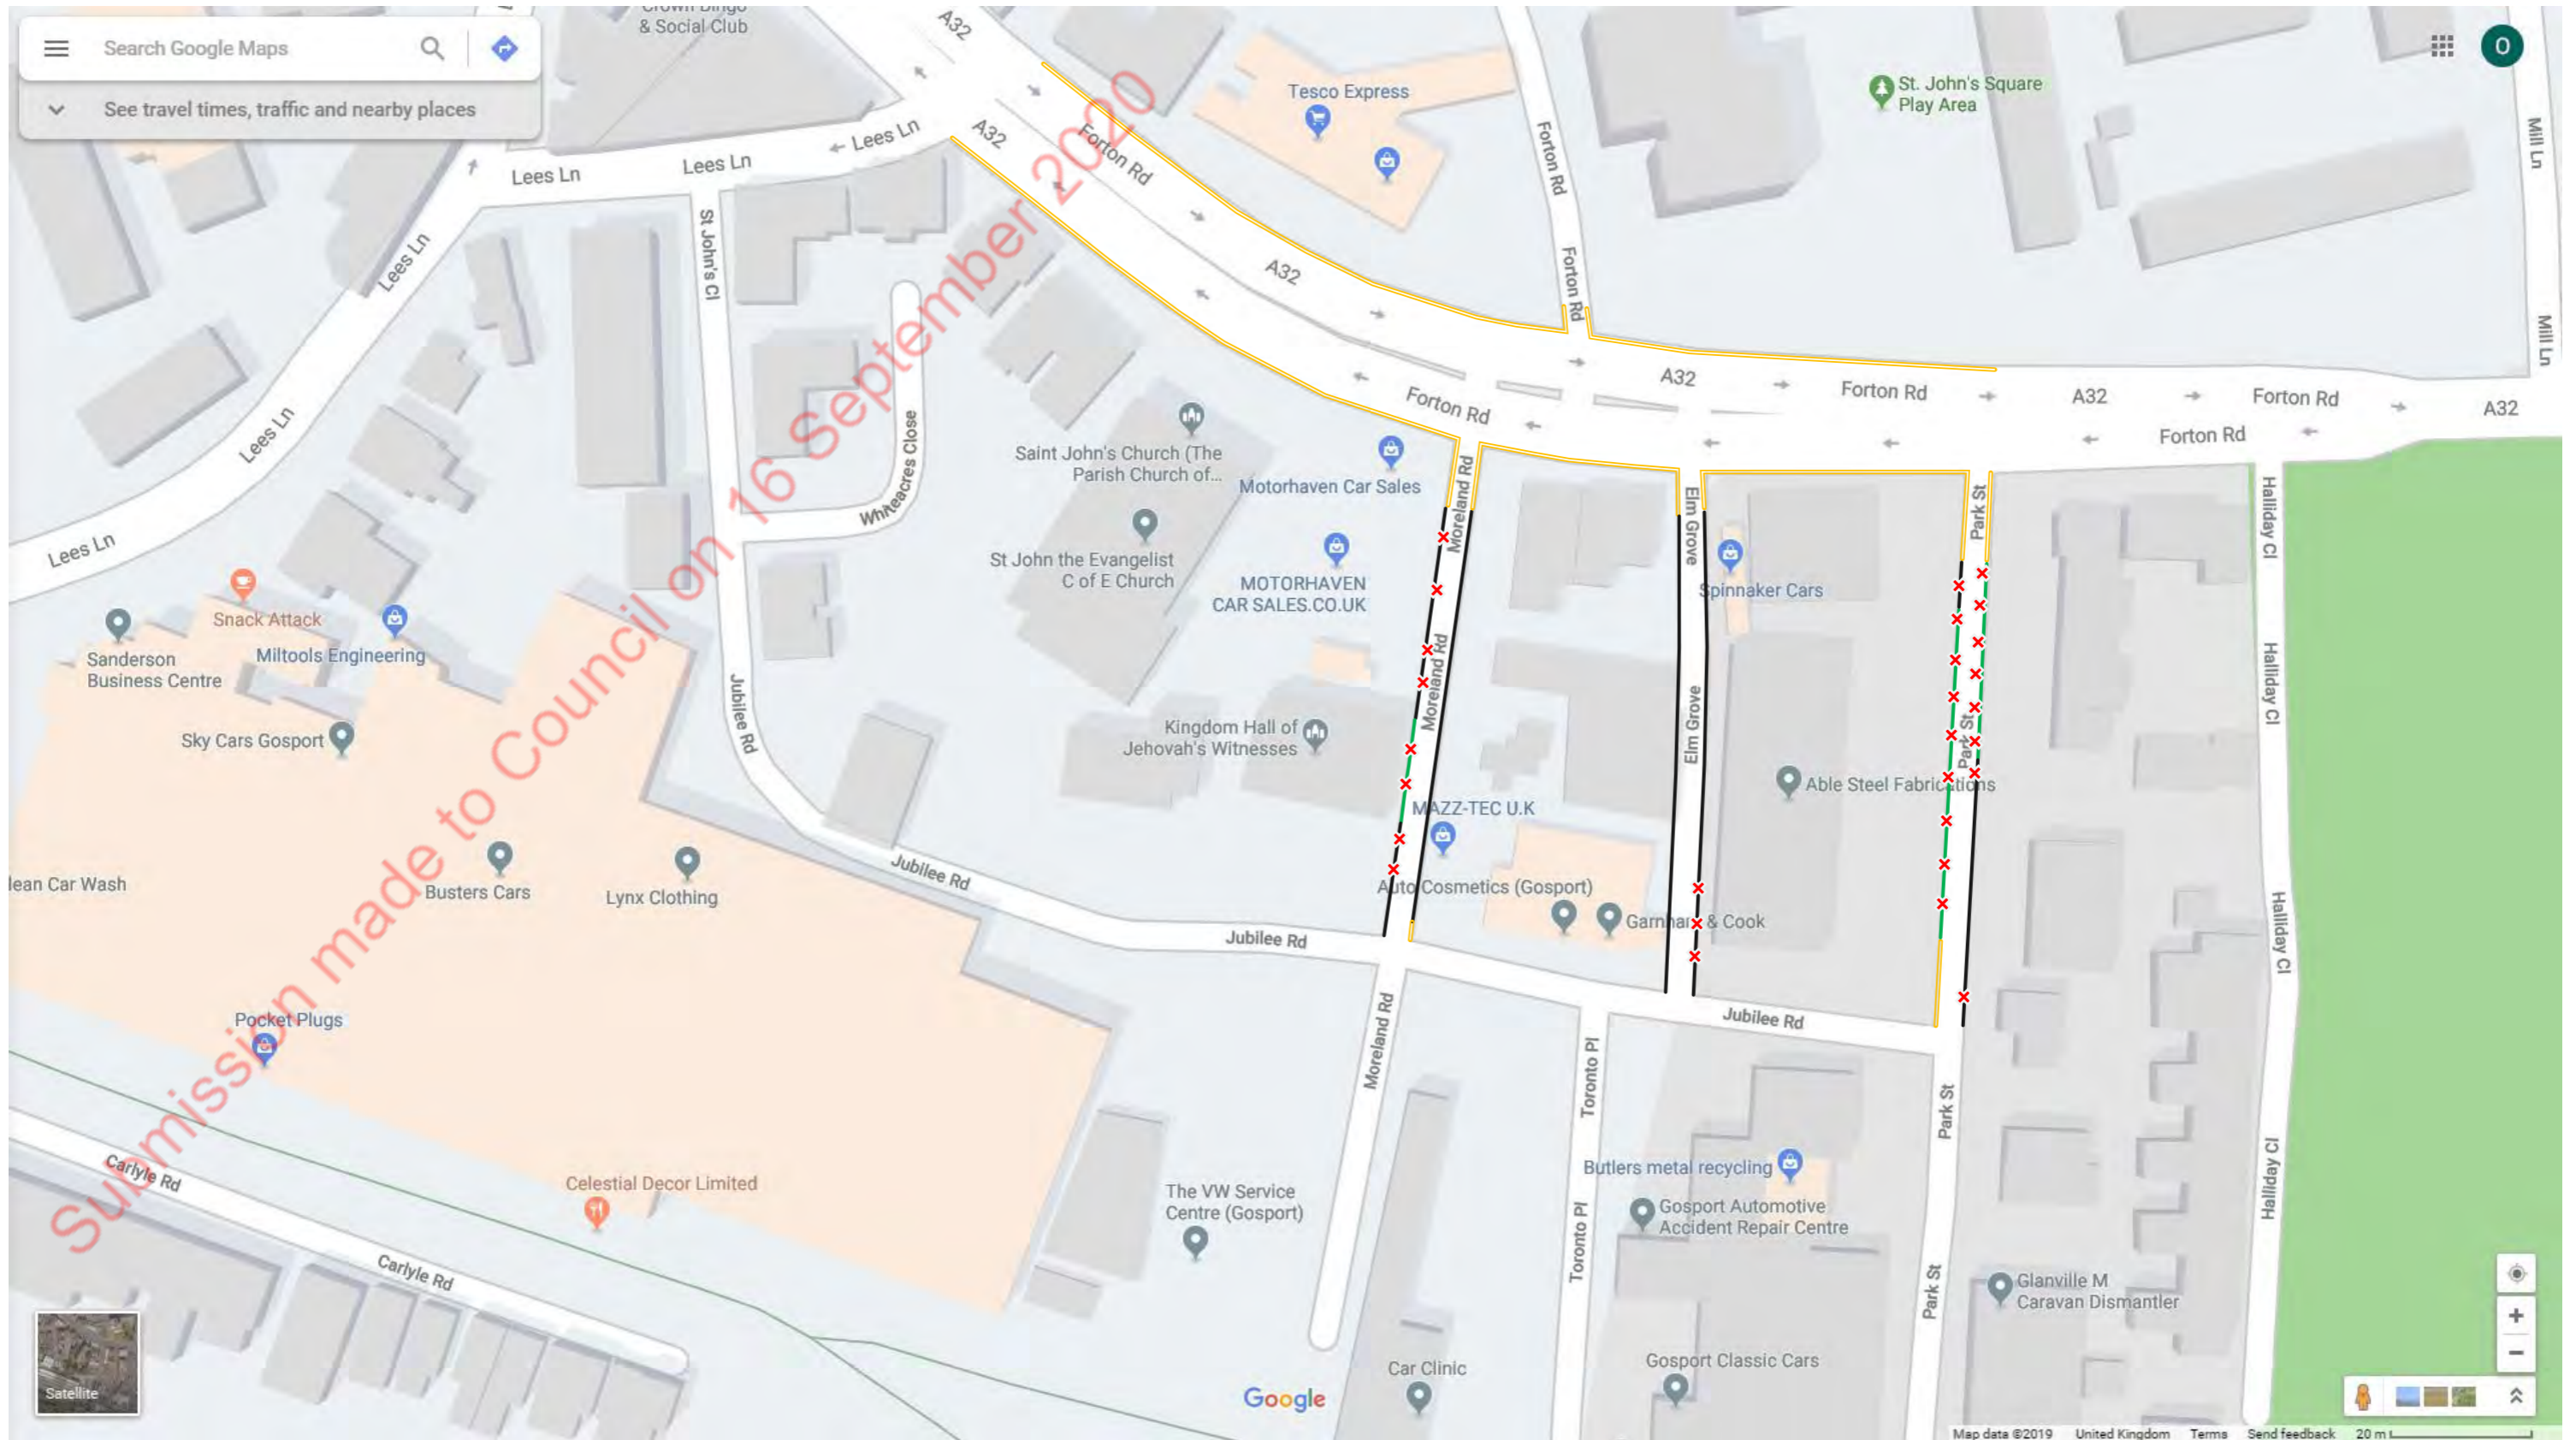 Crown Bingo
& Social Club
A32
Search Google Maps
See travel times, traffic and nearby places
O
Tesco Express
St. John's Square
Play Area
Mill Ln
Mill Ln
Lees Ln
Lees Ln
Lees Ln
A32
Forton Rd
Forton Rd
Forton Rd
Lees Ln
Lees Ln
Lees Ln
St John's Cl
A32
A32
Forton Rd
A32
Forton Rd
A32
Forton Rd
Forton Rd
Whiteacres Close
Saint John's Church (The
Parish Church of...
Motorhaven Car Sales
St John the Evangelist
C of E Church
MOTORHAVEN
CAR SALES.CO.UK
Moreland Rd
Moreland Rd
Elm Grove
Elm Grove
Spinnaker Cars
Park St
Park St
Halliday Cl
Halliday Cl
Halliday Cl
Halliday Cl
Snack Attack
Miltools Engineering
Sanderson
Business Centre
Sky Cars Gosport
Jubilee Rd
Kingdom Hall of
Jehovah's Witnesses
Able Steel Fabrications
MAZZ-TEC U.K
lean Car Wash
Busters Cars
Lynx Clothing
Jubilee Rd
Auto Cosmetics (Gosport)
Garnham & Cook
Jubilee Rd
Jubilee Rd
Moreland Rd
Toronto Pl
Toronto Pl
Park St
Park St
Pocket Plugs
Carlyle Rd
Carlyle Rd
Celestial Decor Limited
The VW Service
Centre (Gosport)
Butlers metal recycling
Gosport Automotive
Accident Repair Centre
Glanville M
Caravan Dismantler
Car Clinic
Gosport Classic Cars
Satellite
Google
Map data ©2019 United Kingdom Terms Send feedback 20 m
Submission made to Council on 16 September 2020